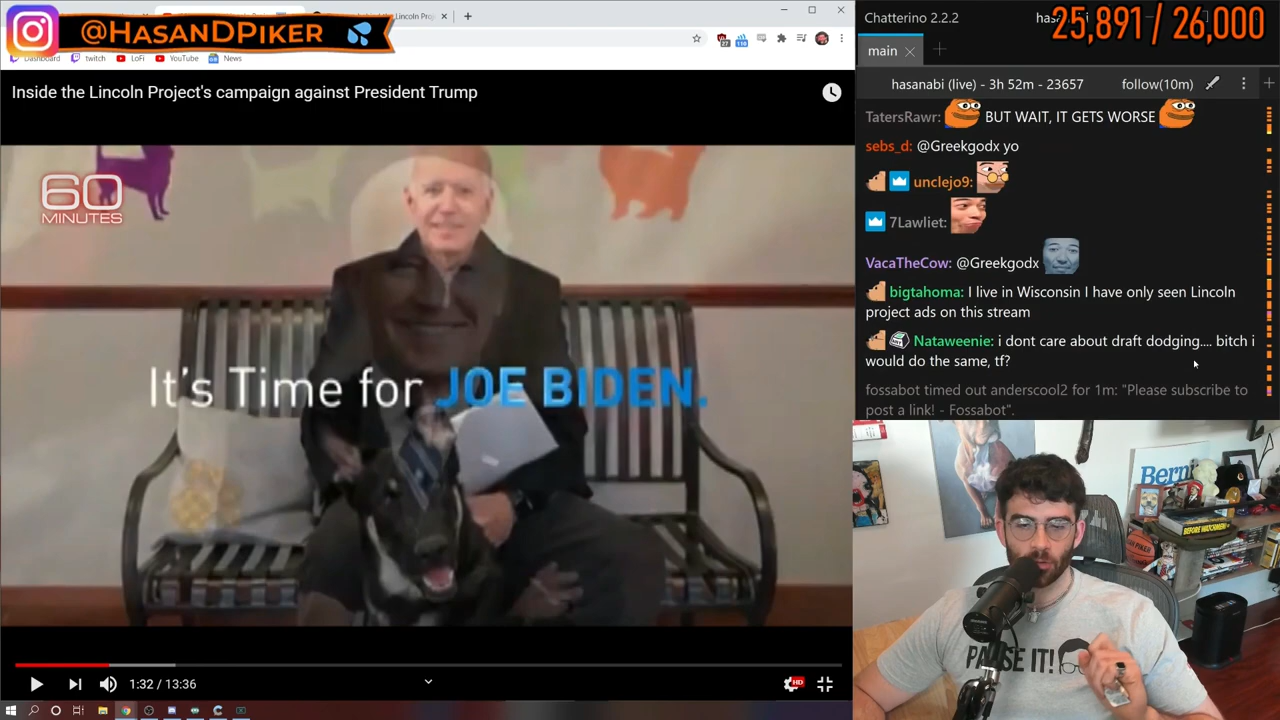 @HASANDPIKER
Dashboard
twitch
LoFi
YouTube
News
Inside the Lincoln Project's campaign against President Trump
60
MINUTES
It's Time for JOE BIDEN.
1:32 / 13:36
HD
Chatterino 2.2.2
25,891 / 26,000
main
hasanabi (live) - 3h 52m - 23657
follow(10m)
TatersRawr: BUT WAIT, IT GETS WORSE
sebs_d: @Greekgodx yo
unclejo9:
7Lawliet:
VacaTheCow: @Greekgodx
bigtahoma: I live in Wisconsin I have only seen Lincoln
project ads on this stream
Nataweenie: i dont care about draft dodging.... bitch i
would do the same, tf?
fossabot timed out anderscool2 for 1m: "Please subscribe to
post a link! - Fossabot".
Bern
BEFORE WATCHMEN
PAUSE IT!